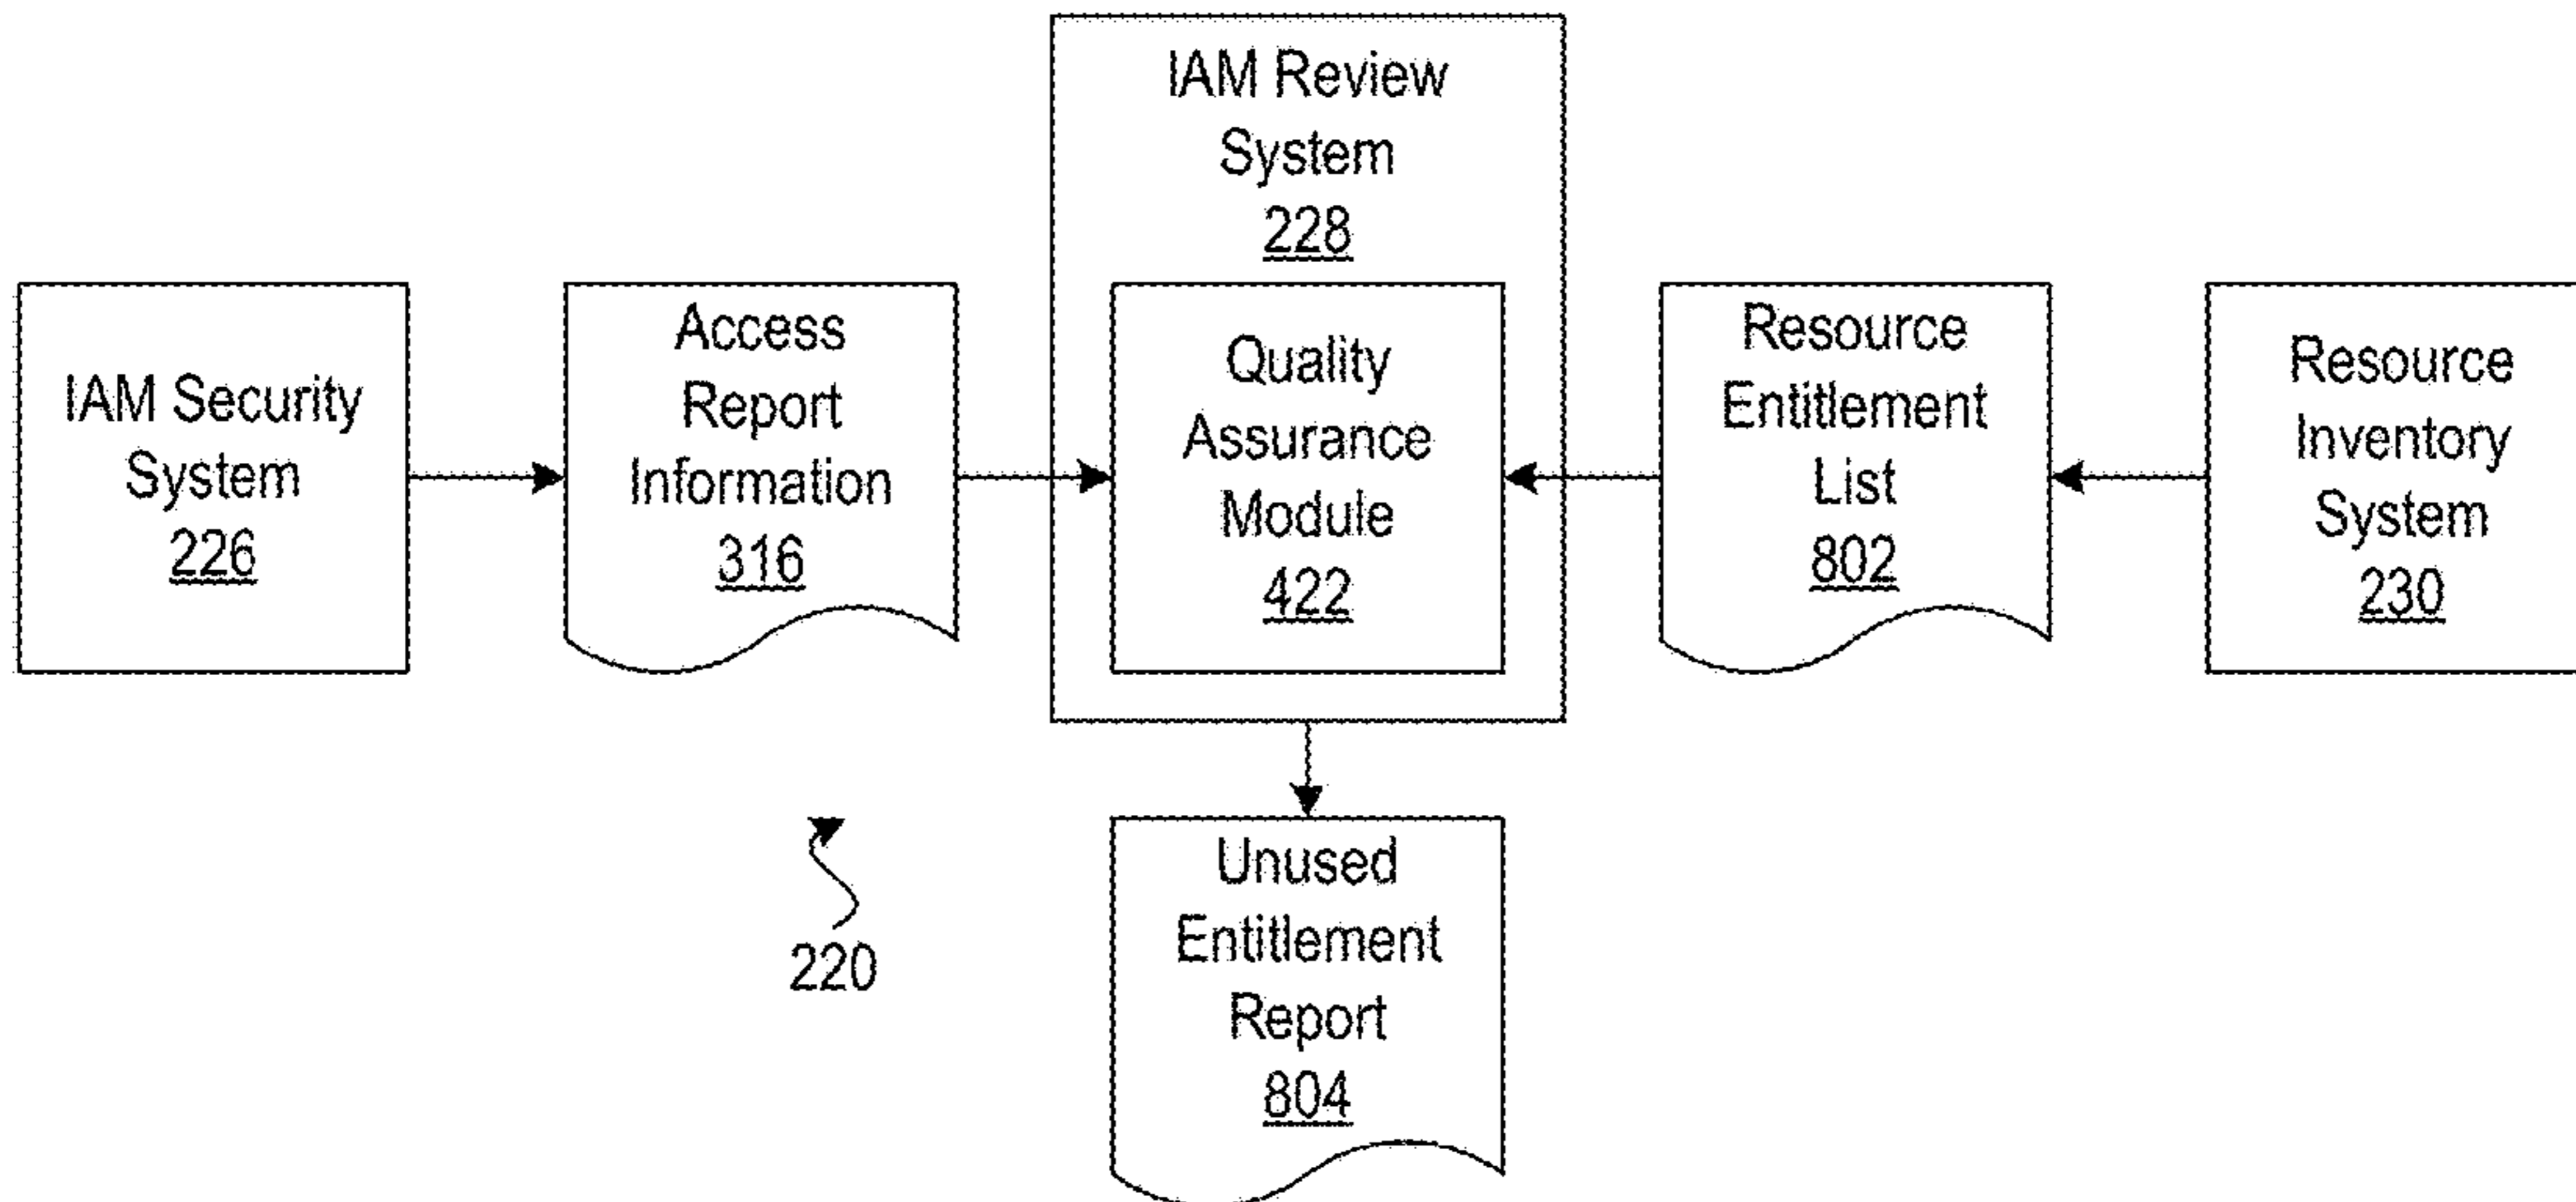 IAM Review
System
228
IAM Security
System
226
Access
Report
Information
316
Quality
Assurance
Module
422
Resource
Entitlement
List
802
Resource
Inventory
System
230
220
Unused
Entitlement
Report
804